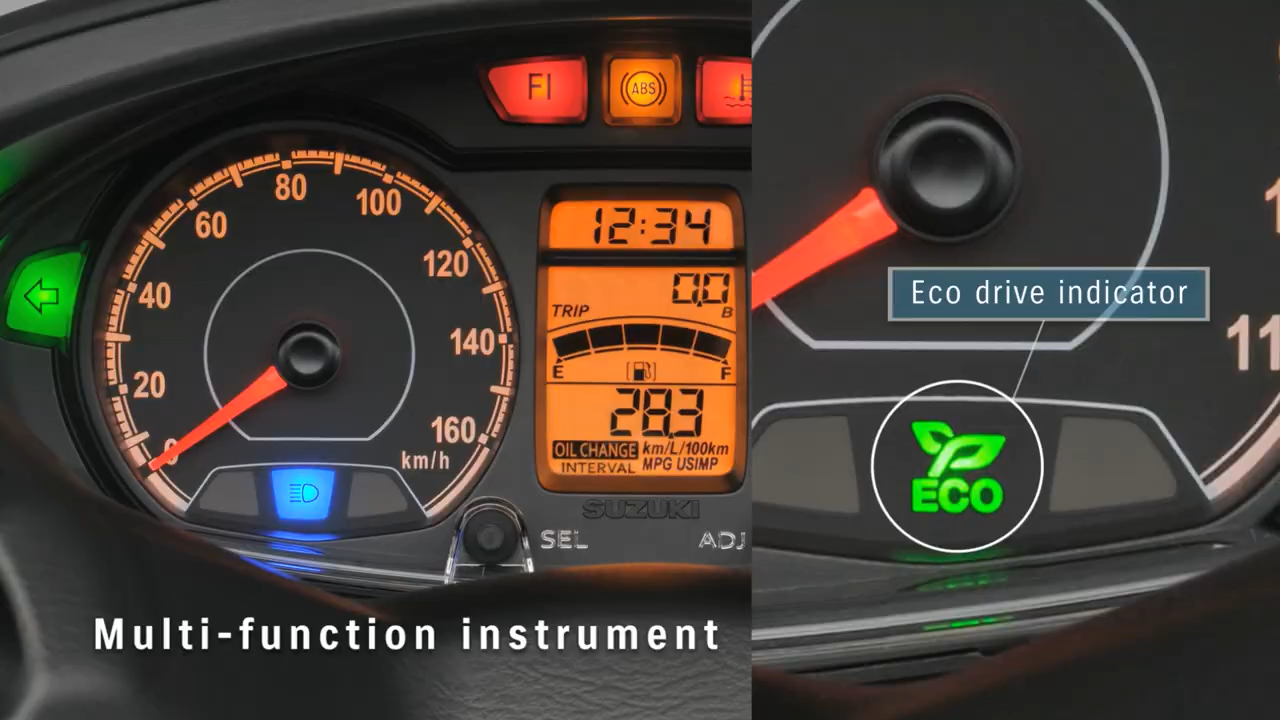 FI
ABS
80
100
60
120
40
140
20
160
0
km/h
12:34
0.0
TRIP
B
E
F
28.3
OIL CHANGE km/L/100km
INTERVAL MPG USIMP
SUZUKI
SEL
ADJ
Multi-function instrument
Eco drive indicator
11
ECO